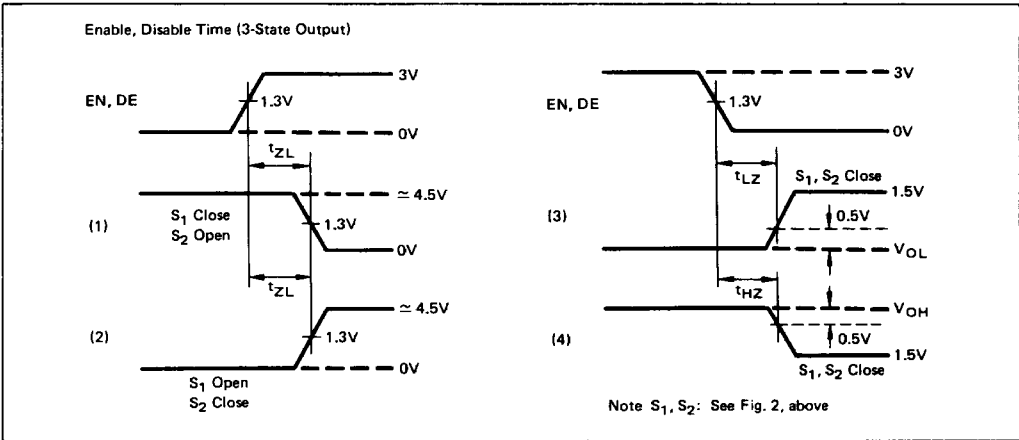 Enable, Disable Time (3-State Output)
EN, DE
3V
1.3V
0V
tZL
≃ 4.5V
(1)
S1 Close
S2 Open
1.3V
0V
tZL
≃ 4.5V
(2)
1.3V
0V
S1 Open
S2 Close
3V
EN, DE
1.3V
0V
tLZ
S1, S2 Close
1.5V
(3)
0.5V
VOL
tHZ
VOH
(4)
0.5V
1.5V
S1, S2 Close
Note S1, S2: See Fig. 2, above